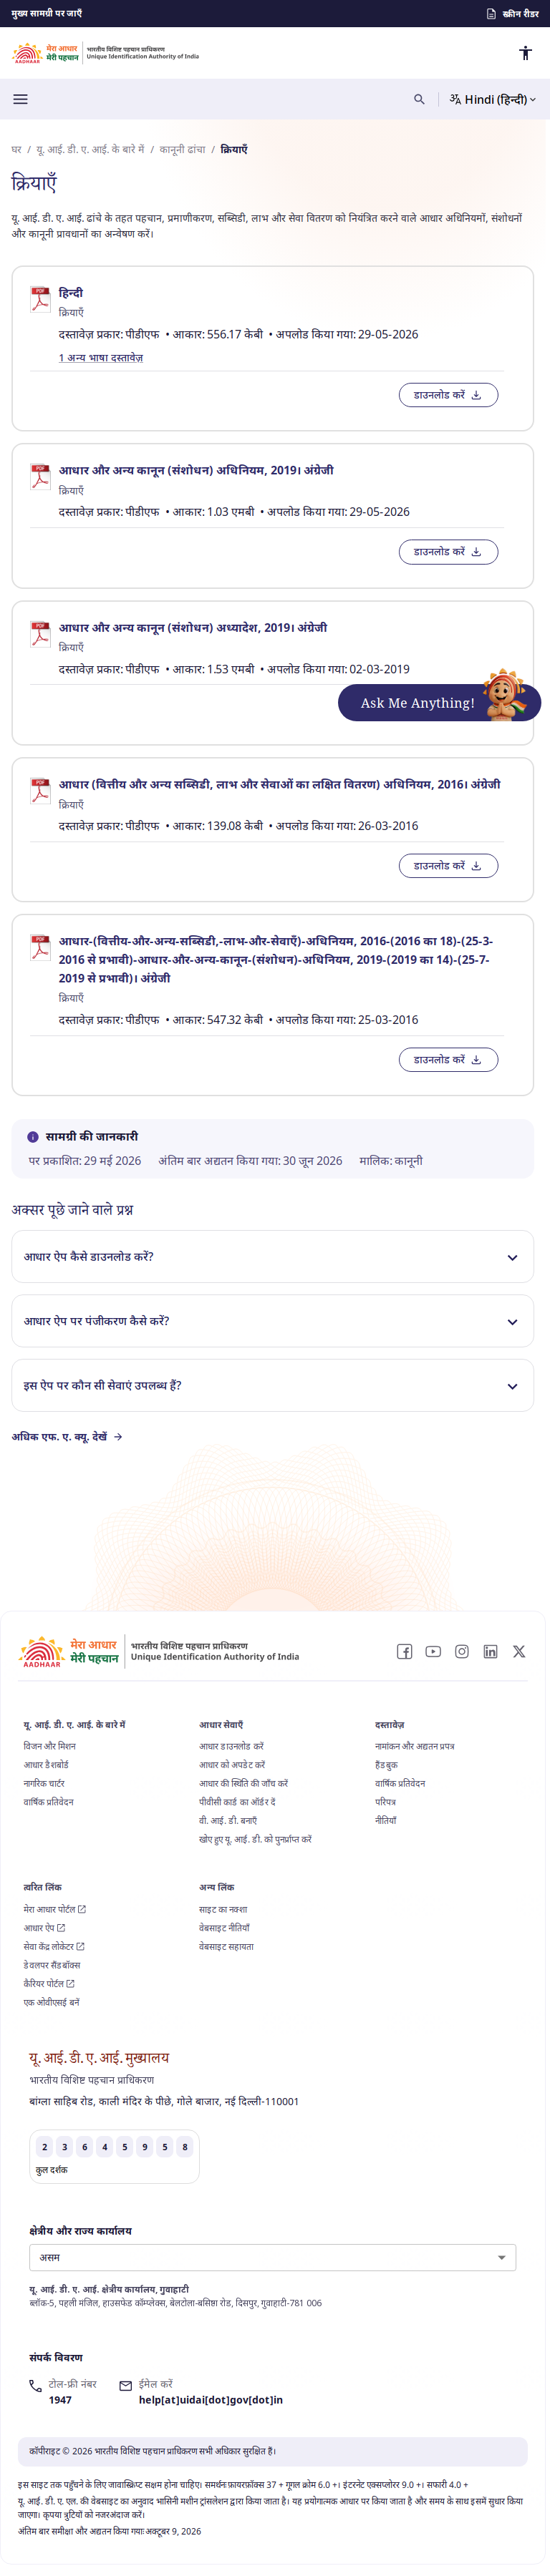 मुख्य सामग्री पर जाएँ
स्क्रीन रीडर
मेरा आधार
मेरी पहचान
AADHAAR
भारतीय विशिष्ट पहचान प्राधिकरण
Unique Identification Authority of India
Hindi (हिन्दी)
घर / यू. आई. डी. ए. आई. के बारे में / कानूनी ढांचा / क्रियाएँ
क्रियाएँ
यू. आई. डी. ए. आई. ढांचे के तहत पहचान, प्रमाणीकरण, सब्सिडी, लाभ और सेवा वितरण को नियंत्रित करने वाले आधार अधिनियमों, संशोधनों
और कानूनी प्रावधानों का अन्वेषण करें।
PDF
हिन्दी
क्रियाएँ
दस्तावेज़ प्रकार: पीडीएफ • आकार: 556.17 केबी • अपलोड किया गया: 29-05-2026
1 अन्य भाषा दस्तावेज़
डाउनलोड करें
PDF
आधार और अन्य कानून (संशोधन) अधिनियम, 2019। अंग्रेजी
क्रियाएँ
दस्तावेज़ प्रकार: पीडीएफ • आकार: 1.03 एमबी • अपलोड किया गया: 29-05-2026
डाउनलोड करें
PDF
आधार और अन्य कानून (संशोधन) अध्यादेश, 2019। अंग्रेजी
क्रियाएँ
दस्तावेज़ प्रकार: पीडीएफ • आकार: 1.53 एमबी • अपलोड किया गया: 02-03-2019
Ask Me Anything!
PDF
आधार (वित्तीय और अन्य सब्सिडी, लाभ और सेवाओं का लक्षित वितरण) अधिनियम, 2016। अंग्रेजी
क्रियाएँ
दस्तावेज़ प्रकार: पीडीएफ • आकार: 139.08 केबी • अपलोड किया गया: 26-03-2016
डाउनलोड करें
PDF
आधार-(वित्तीय-और-अन्य-सब्सिडी,-लाभ-और-सेवाएँ)-अधिनियम, 2016-(2016 का 18)-(25-3-
2016 से प्रभावी)-आधार-और-अन्य-कानून-(संशोधन)-अधिनियम, 2019-(2019 का 14)-(25-7-
2019 से प्रभावी)। अंग्रेजी
क्रियाएँ
दस्तावेज़ प्रकार: पीडीएफ • आकार: 547.32 केबी • अपलोड किया गया: 25-03-2016
डाउनलोड करें
सामग्री की जानकारी
पर प्रकाशित: 29 मई 2026 अंतिम बार अद्यतन किया गया: 30 जून 2026 मालिक: कानूनी
अक्सर पूछे जाने वाले प्रश्न
आधार ऐप कैसे डाउनलोड करें?
आधार ऐप पर पंजीकरण कैसे करें?
इस ऐप पर कौन सी सेवाएं उपलब्ध हैं?
अधिक एफ. ए. क्यू. देखें
मेरा आधार
मेरी पहचान
AADHAAR
भारतीय विशिष्ट पहचान प्राधिकरण
Unique Identification Authority of India
यू. आई. डी. ए. आई. के बारे में
विजन और मिशन
आधार डैशबोर्ड
नागरिक चार्टर
वार्षिक प्रतिवेदन
आधार सेवाएँ
आधार डाउनलोड करें
आधार को अपडेट करें
आधार की स्थिति की जाँच करें
पीवीसी कार्ड का ऑर्डर दें
वी. आई. डी. बनाएँ
खोए हुए यू. आई. डी. को पुनर्प्राप्त करें
दस्तावेज़
नामांकन और अद्यतन प्रपत्र
हैंडबुक
वार्षिक प्रतिवेदन
परिपत्र
नीतियाँ
त्वरित लिंक
मेरा आधार पोर्टल
आधार ऐप
सेवा केंद्र लोकेटर
डेवलपर सैंडबॉक्स
कैरियर पोर्टल
एक ओवीएसई बनें
अन्य लिंक
साइट का नक्शा
वेबसाइट नीतियाँ
वेबसाइट सहायता
यू. आई. डी. ए. आई. मुख्यालय
भारतीय विशिष्ट पहचान प्राधिकरण
बांग्ला साहिब रोड, काली मंदिर के पीछे, गोले बाजार, नई दिल्ली-110001
2 3 6 4 5 9 5 8
कुल दर्शक
क्षेत्रीय और राज्य कार्यालय
असम
यू. आई. डी. ए. आई. क्षेत्रीय कार्यालय, गुवाहाटी
ब्लॉक-5, पहली मंजिल, हाउसफेड कॉम्प्लेक्स, बेलटोला-बसिष्ठा रोड, दिसपुर, गुवाहाटी-781 006
संपर्क विवरण
टोल-फ्री नंबर
1947
ईमेल करें
help[at]uidai[dot]gov[dot]in
कॉपीराइट © 2026 भारतीय विशिष्ट पहचान प्राधिकरण सभी अधिकार सुरक्षित हैं।
इस साइट तक पहुँचने के लिए जावास्क्रिप्ट सक्षम होना चाहिए। समर्थनः फ़ायरफ़ॉक्स 37 + गूगल क्रोम 6.0 +। इंटरनेट एक्सप्लोरर 9.0 +। सफारी 4.0 +
यू. आई. डी. ए. एल. की वेबसाइट का अनुवाद भासिनी मशीन ट्रांसलेशन द्वारा किया जाता है। यह प्रयोगात्मक आधार पर किया जाता है और समय के साथ इसमें सुधार किया
जाएगा। कृपया त्रुटियों को नजरअंदाज करें।
अंतिम बार समीक्षा और अद्यतन किया गयाः अक्टूबर 9, 2026